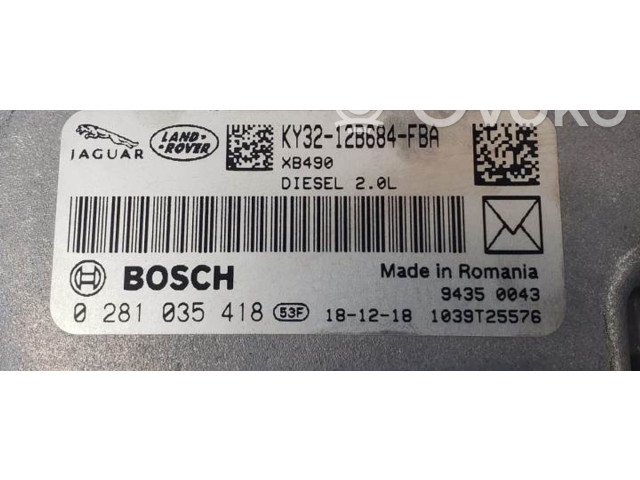 OVOKO
JAGUAR
LAND-
ROVER
KY32-12B684-FBA
XB490
DIESEL 2.0L
BOSCH
Made in Romania
9435 0043
0 281 035 418 53F 18-12-18 1039T25576